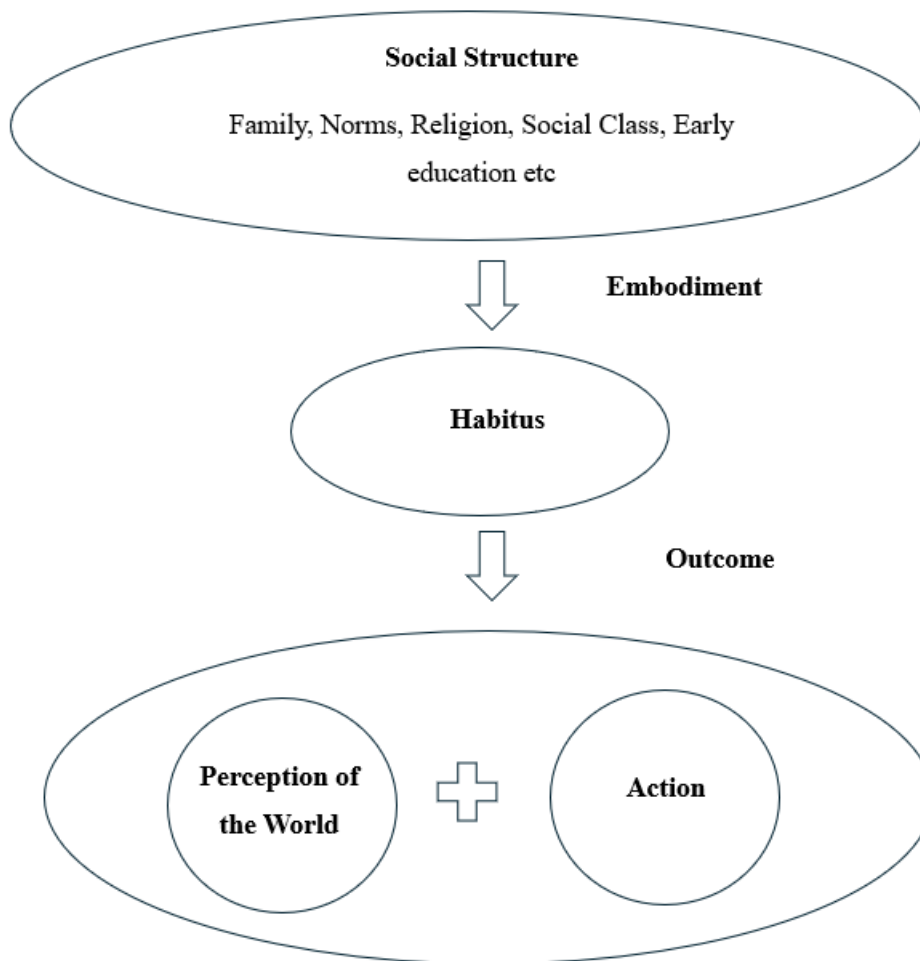 Social Structure
Family, Norms, Religion, Social Class, Early
education etc
Embodiment
Habitus
Outcome
Perception of
the World
Action